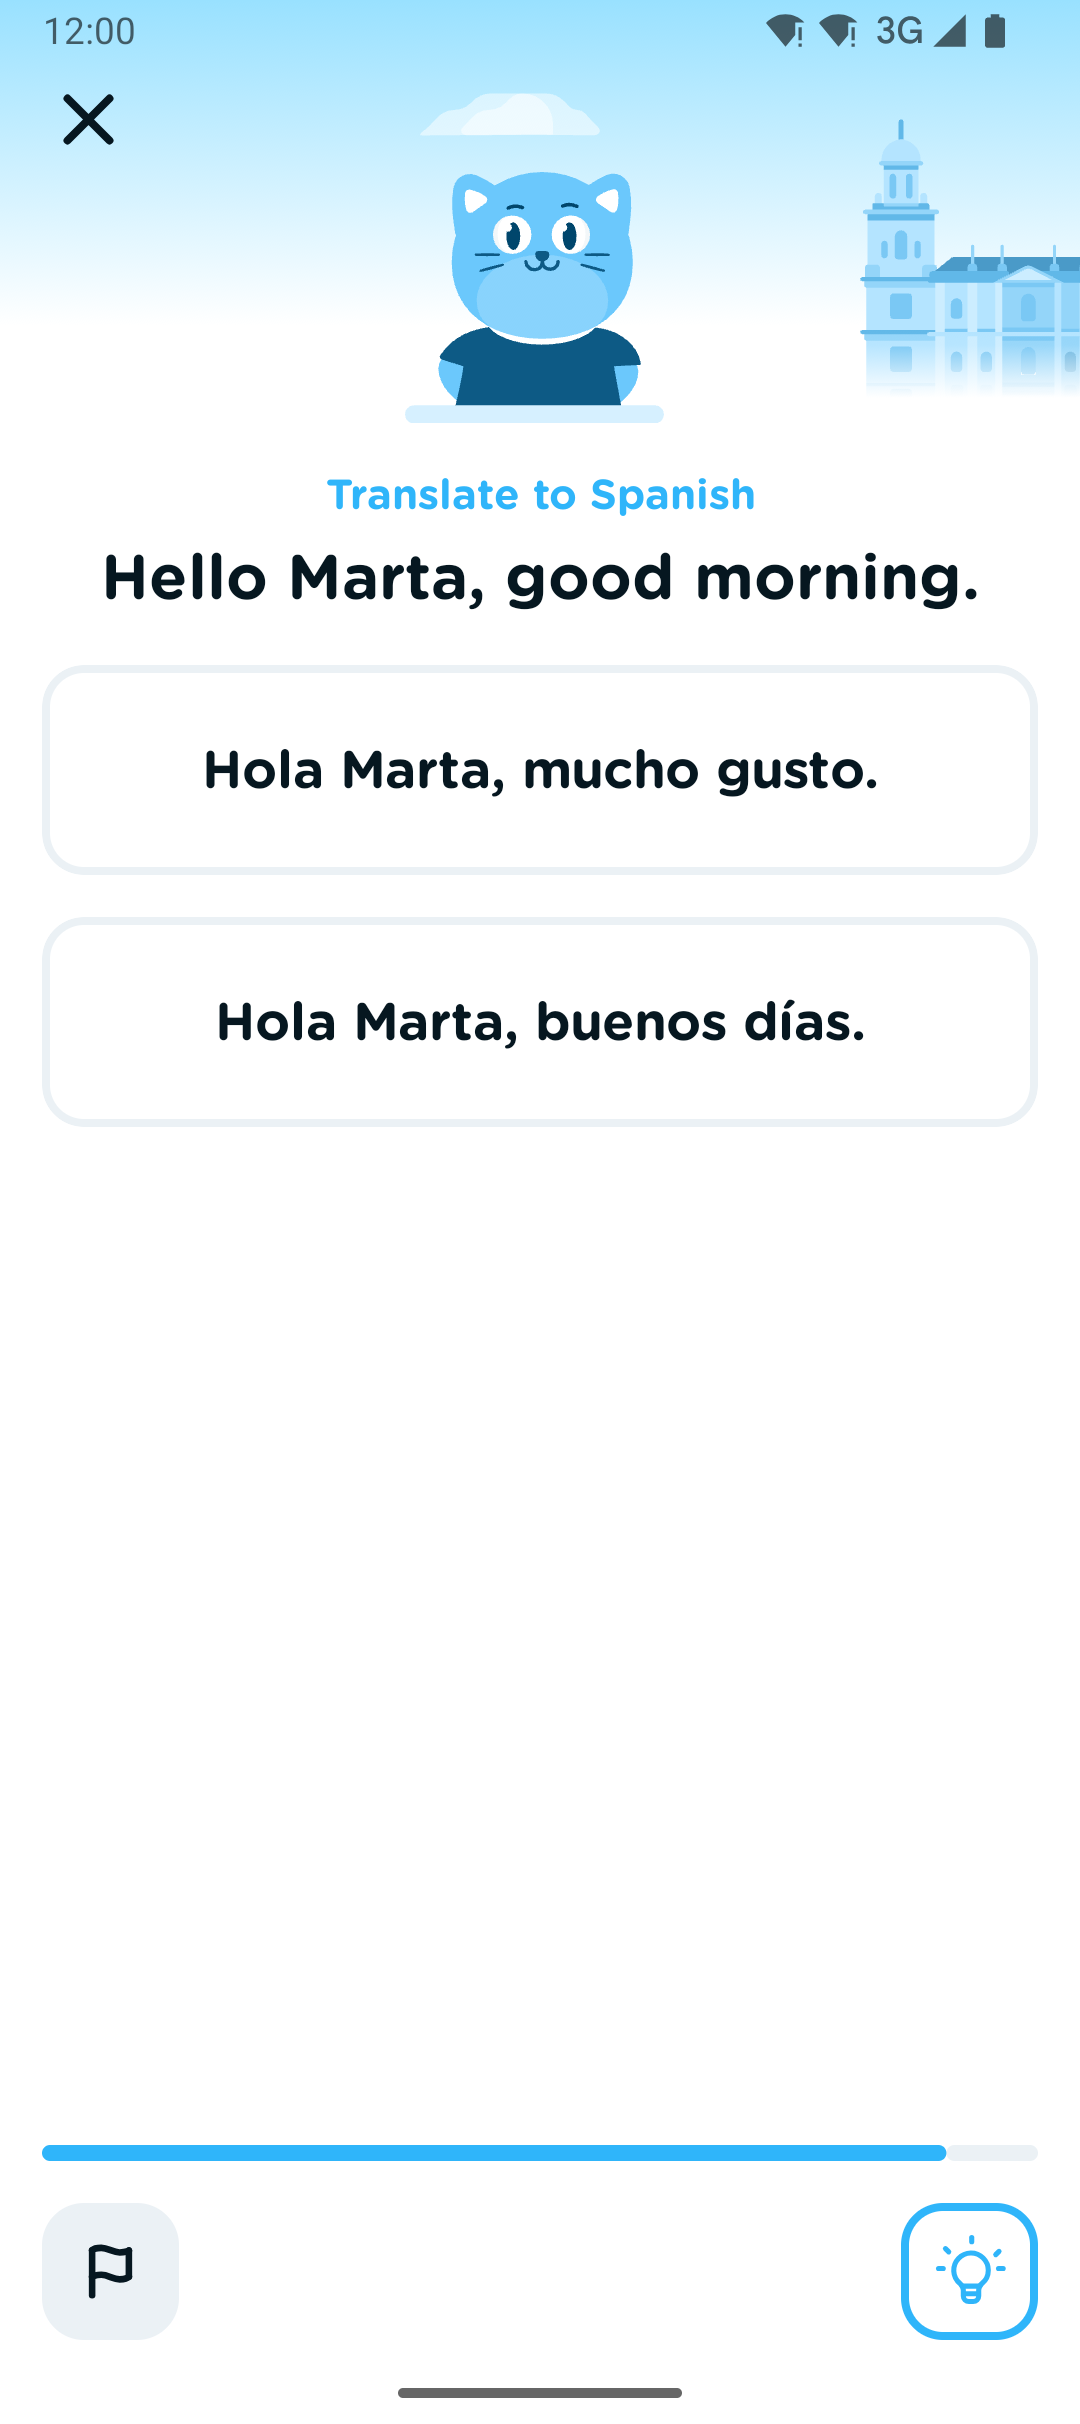 12:00
3G
Translate to Spanish
Hello Marta, good morning.
Hola Marta, mucho gusto.
Hola Marta, buenos días.